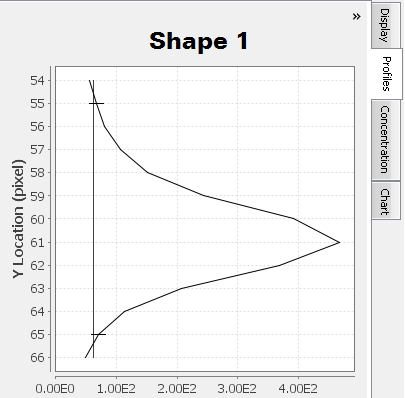 »
Shape 1
Y Location (pixel)
54
55
56
57
58
59
60
61
62
63
64
65
66
0.00E0 1.00E2 2.00E2 3.00E2 4.00E2
Display
Profiles
Concentration
Chart